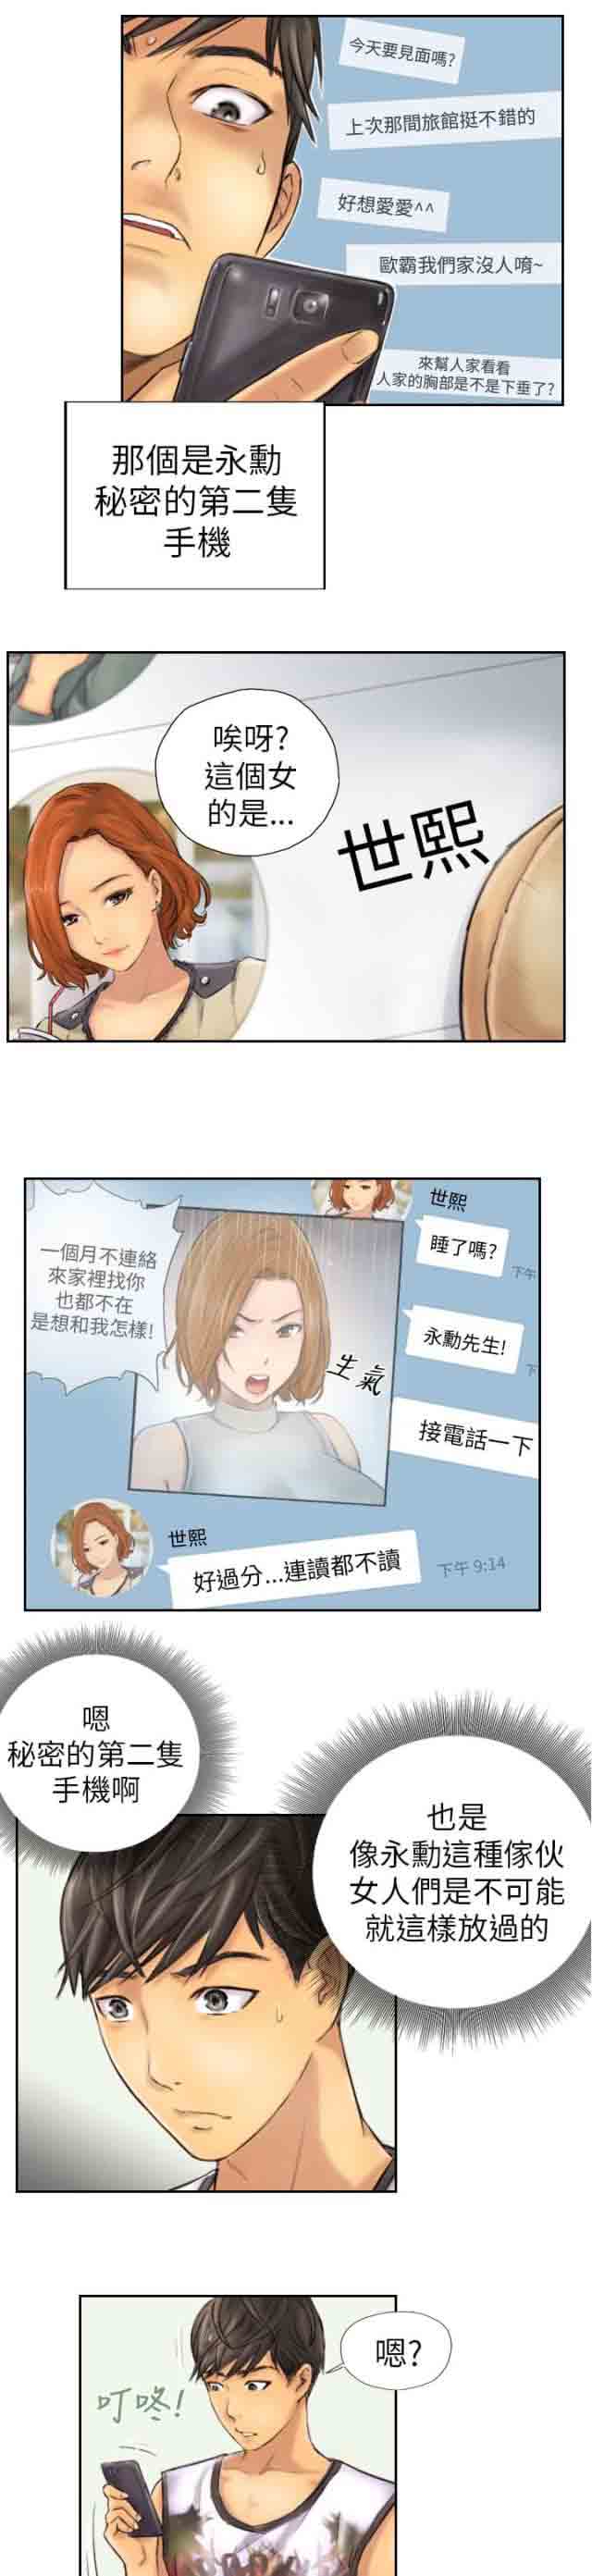 今天要見面嗎?
上次那間旅館挺不錯的
好想愛愛^^
歐霸我們家沒人唷~
來幫人家看看
人家的胸部是不是下垂了?
那個是永勳
秘密的第二隻
手機
唉呀?
這個女
的是...
世熙
世熙
睡了嗎?
下午
一個月不連絡
來家裡找你
也都不在
是想和我怎樣!
生氣
永勳先生!
下
接電話一下
世熙
好過分...連讀都不讀
下午 9:14
嗯
秘密的第二隻
手機啊
也是
像永勳這種傢伙
女人們是不可能
就這樣放過的
嗯?
叮咚!